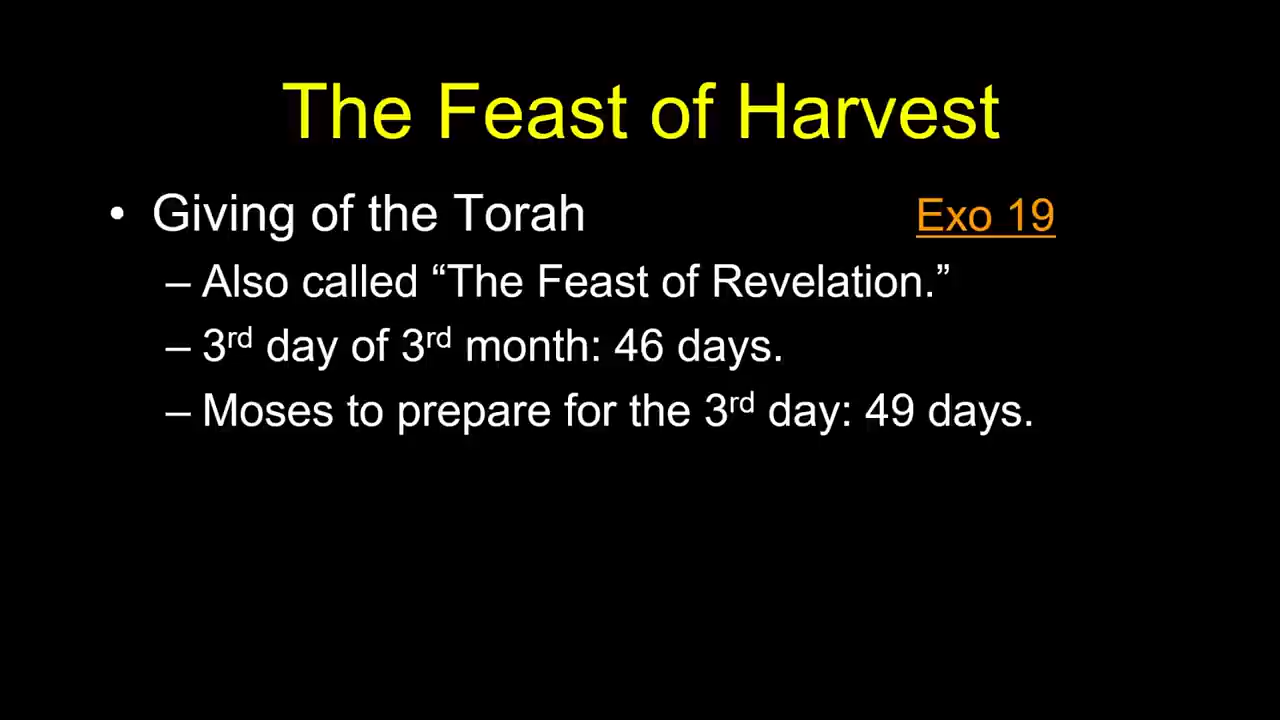 The Feast of Harvest
• Giving of the Torah Exo 19
– Also called “The Feast of Revelation.”
– 3rd day of 3rd month: 46 days.
– Moses to prepare for the 3rd day: 49 days.